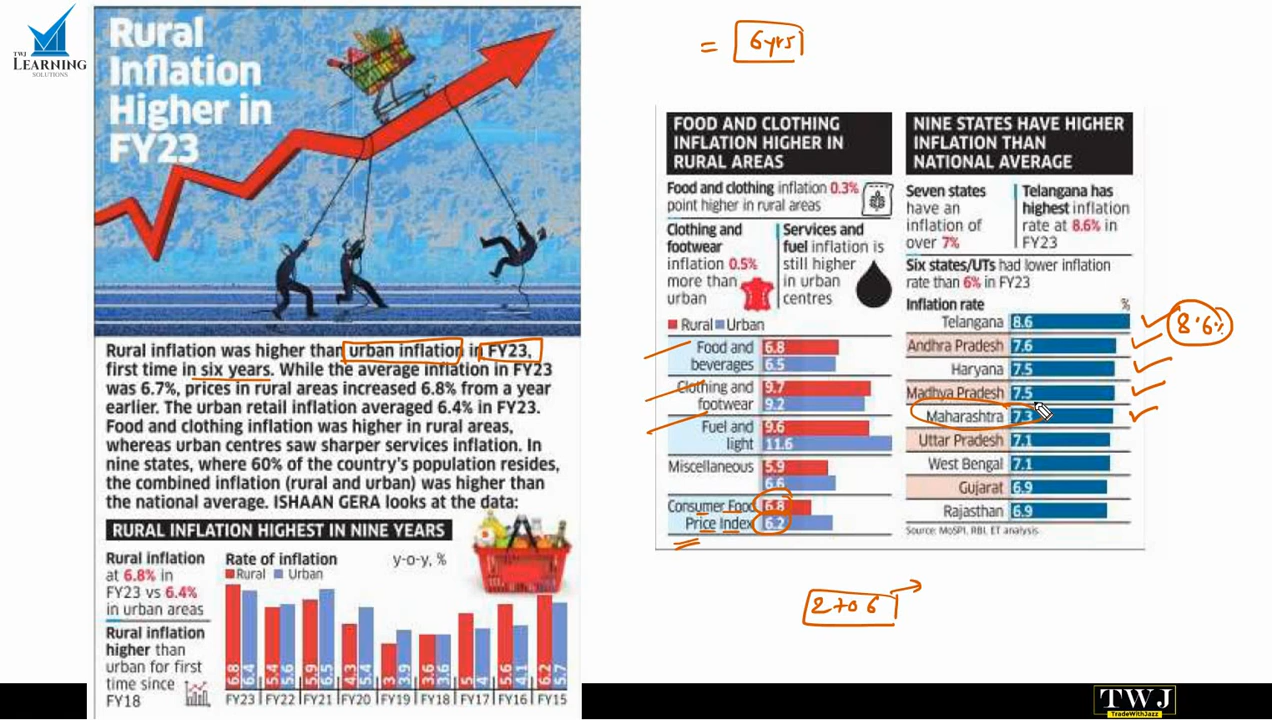 TWJ
LEARNING
SOLUTIONS
Rural
Inflation
Higher in
FY23
Rural inflation was higher than urban inflation in FY23,
first time in six years. While the average inflation in FY23
was 6.7%, prices in rural areas increased 6.8% from a year
earlier. The urban retail inflation averaged 6.4% in FY23.
Food and clothing inflation was higher in rural areas,
whereas urban centres saw sharper services inflation. In
nine states, where 60% of the country's population resides,
the combined inflation (rural and urban) was higher than
the national average. ISHAAN GERA looks at the data:
RURAL INFLATION HIGHEST IN NINE YEARS
Rural inflation
at 6.8% in
FY23 vs 6.4%
in urban areas
Rural inflation
higher than
urban for first
time since
FY18
Rate of inflation y-o-y, %
Rural Urban
6.8 6.4 5.4 5.6 5.9 6.5 4.3 5.4 3 3.9 3.6 3.6 5 4 5.6 4.1 6.2 5.7
FY23 FY22 FY21 FY20 FY19 FY18 FY17 FY16 FY15
= 6yrs
FOOD AND CLOTHING
INFLATION HIGHER IN
RURAL AREAS
Food and clothing inflation 0.3%
point higher in rural areas
Clothing and
footwear
inflation 0.5%
more than
urban
Services and
fuel inflation is
still higher
in urban
centres
Rural Urban
Food and 6.8
beverages 6.5
Clothing and 9.7
footwear 9.2
Fuel and 9.6
light 11.6
Miscellaneous 5.9
6.6
Consumer Food 6.8
Price Index 6.2
NINE STATES HAVE HIGHER
INFLATION THAN
NATIONAL AVERAGE
Seven states
have an
inflation of
over 7%
Telangana has
highest inflation
rate at 8.6% in
FY23
Six states/UTs had lower inflation
rate than 6% in FY23
Inflation rate %
Telangana 8.6
8.6%
Andhra Pradesh 7.6
Haryana 7.5
Madhya Pradesh 7.5
Maharashtra 7.3
Uttar Pradesh 7.1
West Bengal 7.1
Gujarat 6.9
Rajasthan 6.9
Source: MoSPI, RBI, ET analysis
2 to 6
TWJ
TradeWithJazz